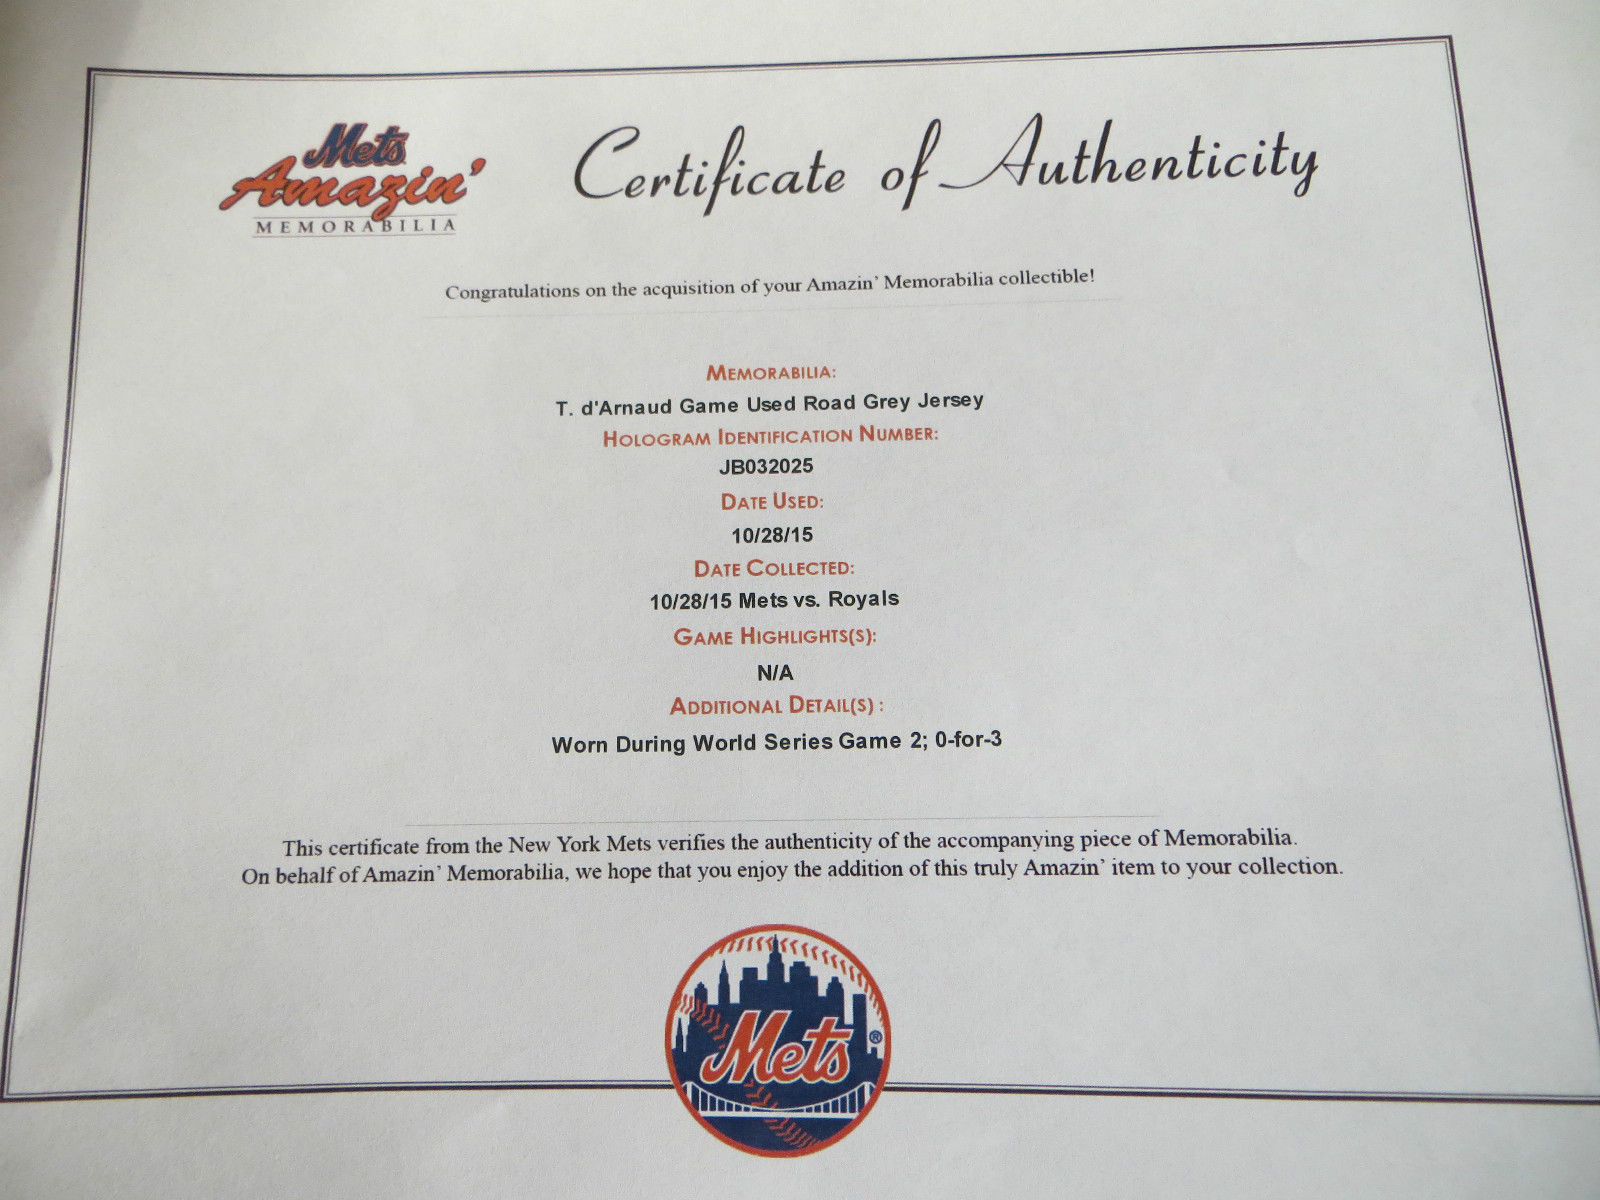 Mets
Amazin'
MEMORABILIA
Certificate of Authenticity
Congratulations on the acquisition of your Amazin' Memorabilia collectible!
MEMORABILIA:
T. d'Arnaud Game Used Road Grey Jersey
HOLOGRAM IDENTIFICATION NUMBER:
JB032025
DATE USED:
10/28/15
DATE COLLECTED:
10/28/15 Mets vs. Royals
GAME HIGHLIGHTS(S):
N/A
ADDITIONAL DETAIL(S) :
Worn During World Series Game 2; 0-for-3
This certificate from the New York Mets verifies the authenticity of the accompanying piece of Memorabilia.
On behalf of Amazin' Memorabilia, we hope that you enjoy the addition of this truly Amazin' item to your collection.
Mets ®